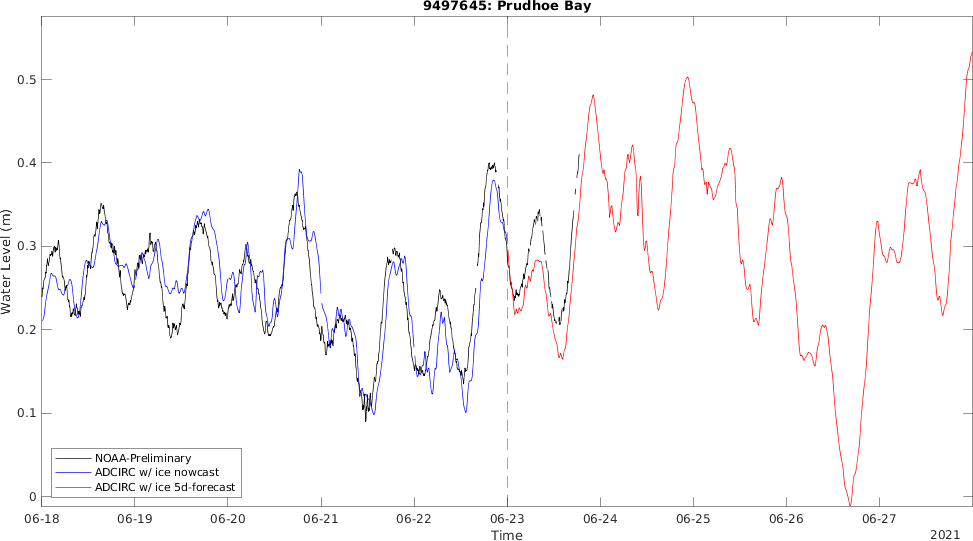 9497645: Prudhoe Bay
Water Level (m)
0.5
0.4
0.3
0.2
0.1
0
NOAA-Preliminary
ADCIRC w/ ice nowcast
ADCIRC w/ ice 5d-forecast
06-18 06-19 06-20 06-21 06-22 06-23 06-24 06-25 06-26 06-27
Time
2021